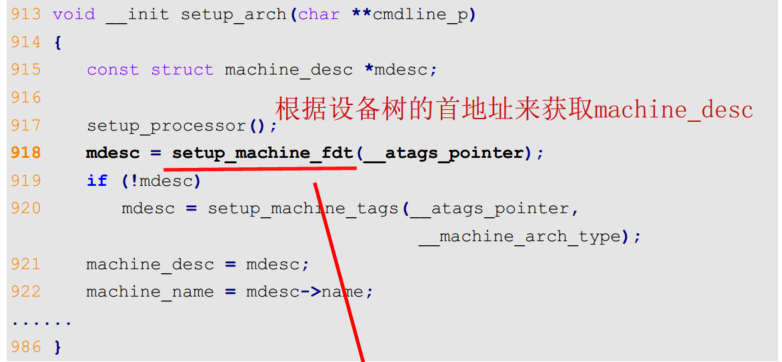 913 void __init setup_arch(char **cmdline_p)
914 {
915 const struct machine_desc *mdesc;
916
根据设备树的首地址来获取machine_desc
917 setup_processor();
918 mdesc = setup_machine_fdt(__atags_pointer);
919 if (!mdesc)
920 mdesc = setup_machine_tags(__atags_pointer,
__machine_arch_type);
921 machine_desc = mdesc;
922 machine_name = mdesc->name;
......
986 }